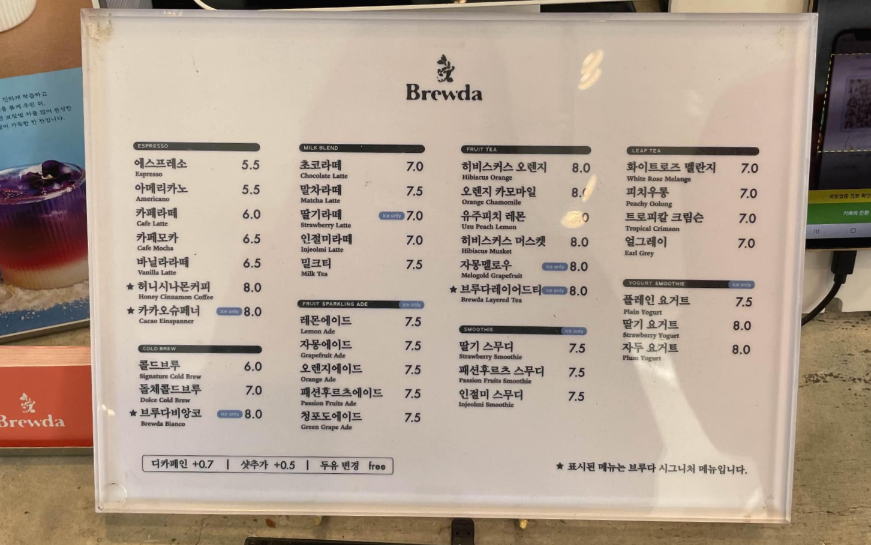 Brewda
ESPRESSO
에스프레소 5.5
Espresso
아메리카노 5.5
Americano
카페라떼 6.0
Cafe Latte
카페모카 6.5
Cafe Mocha
바닐라라떼 6.5
Vanilla Latte
★ 허니시나몬커피 8.0
Honey Cinnamon Coffee
★ 카카오슈페너 ice only 8.0
Cacao Einspanner
COLD BREW
콜드브루 6.0
Signature Cold Brew
돌체콜드브루 7.0
Dolce Cold Brew
★ 브루다비앙코 ice only 8.0
Brewda Bianco
MILK BLEND
초코라떼 7.0
Chocolate Latte
말차라떼 7.5
Matcha Latte
딸기라떼 ice only 7.0
Strawberry Latte
인절미라떼 7.0
Injeolmi Latte
밀크티 7.5
Milk Tea
FRUIT SPARKLING ADE ice only
레몬에이드 7.5
Lemon Ade
자몽에이드 7.5
Grapefruit Ade
오렌지에이드 7.5
Orange Ade
패션후르츠에이드 7.5
Passion Fruits Ade
청포도에이드 7.5
Green Grape Ade
FRUIT TEA
히비스커스 오렌지 8.0
Hibiscus Orange
오렌지 카모마일 8.0
Orange Chamomile
유주피치 레몬
Uzu Peach Lemon
히비스커스 머스켓 8.0
Hibiscus Musket
자몽멜로우 ice only 8.0
Melogold Grapefruit
★ 브루다레이어드티 ice only 8.0
Brewda Layered Tea
SMOOTHIE ice only
딸기 스무디 7.5
Strawberry Smoothie
패션후르츠 스무디 7.5
Passion Fruits Smoothie
인절미 스무디 7.5
Injeolmi Smoothie
LEAF TEA
화이트로즈 멜란지 7.0
White Rose Melange
피치우롱 7.0
Peachy Oolong
트로피칼 크림슨 7.0
Tropical Crimson
얼그레이 7.0
Earl Grey
YOGURT SMOOTHIE ice only
플레인 요거트 7.5
Plain Yogurt
딸기 요거트 8.0
Strawberry Yogurt
자두 요거트 8.0
Plum Yogurt
디카페인 +0.7 | 샷추가 +0.5 | 두유 변경 free
★ 표시된 메뉴는 브루다 시그니처 메뉴입니다.
Brewda